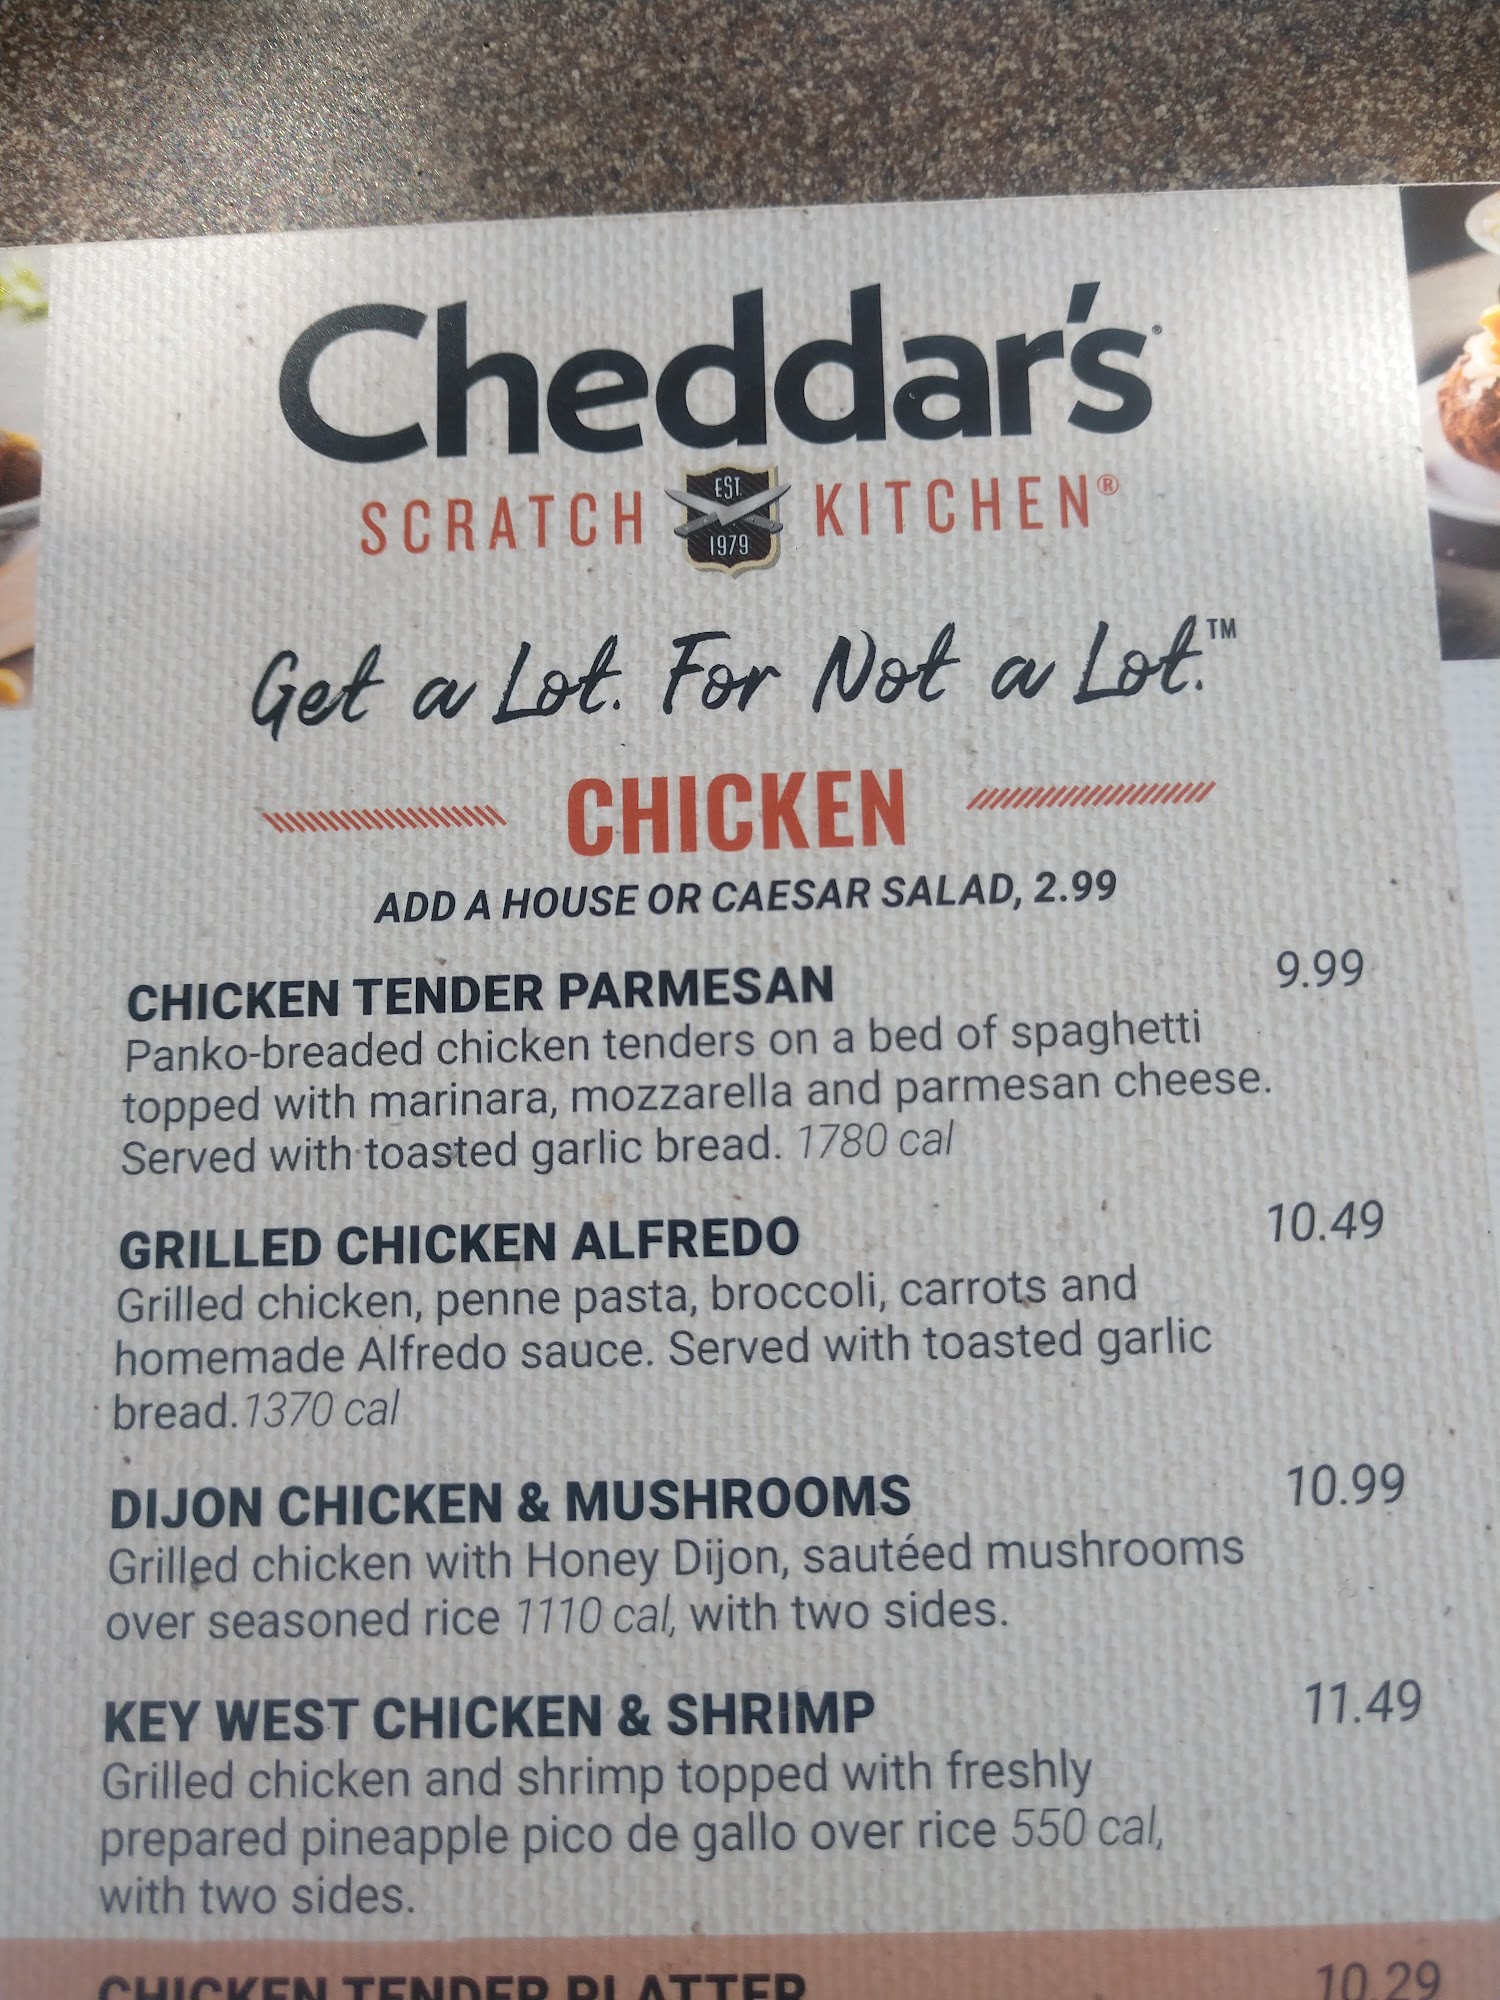 Cheddar's
SCRATCH EST. 1979 KITCHEN®
Get a Lot. For Not a Lot.™
CHICKEN
ADD A HOUSE OR CAESAR SALAD, 2.99
CHICKEN TENDER PARMESAN 9.99
Panko-breaded chicken tenders on a bed of spaghetti
topped with marinara, mozzarella and parmesan cheese.
Served with toasted garlic bread. 1780 cal
GRILLED CHICKEN ALFREDO 10.49
Grilled chicken, penne pasta, broccoli, carrots and
homemade Alfredo sauce. Served with toasted garlic
bread. 1370 cal
DIJON CHICKEN & MUSHROOMS 10.99
Grilled chicken with Honey Dijon, sautéed mushrooms
over seasoned rice 1110 cal, with two sides.
KEY WEST CHICKEN & SHRIMP 11.49
Grilled chicken and shrimp topped with freshly
prepared pineapple pico de gallo over rice 550 cal,
with two sides.
CHICKEN TENDER PLATTER 10.29